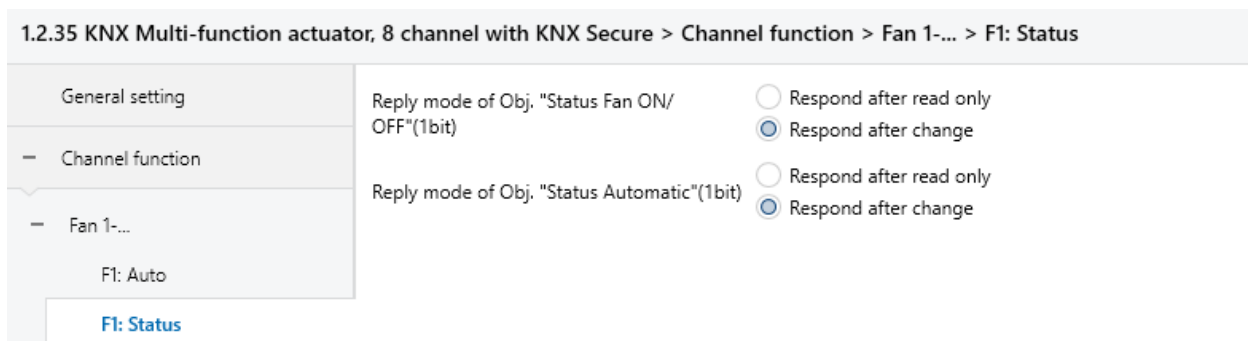 1.2.35 KNX Multi-function actuator, 8 channel with KNX Secure > Channel function > Fan 1-... > F1: Status
General setting
– Channel function
– Fan 1-...
F1: Auto
F1: Status
Reply mode of Obj. "Status Fan ON/
OFF"(1bit)
Respond after read only
Respond after change
Reply mode of Obj. "Status Automatic"(1bit)
Respond after read only
Respond after change